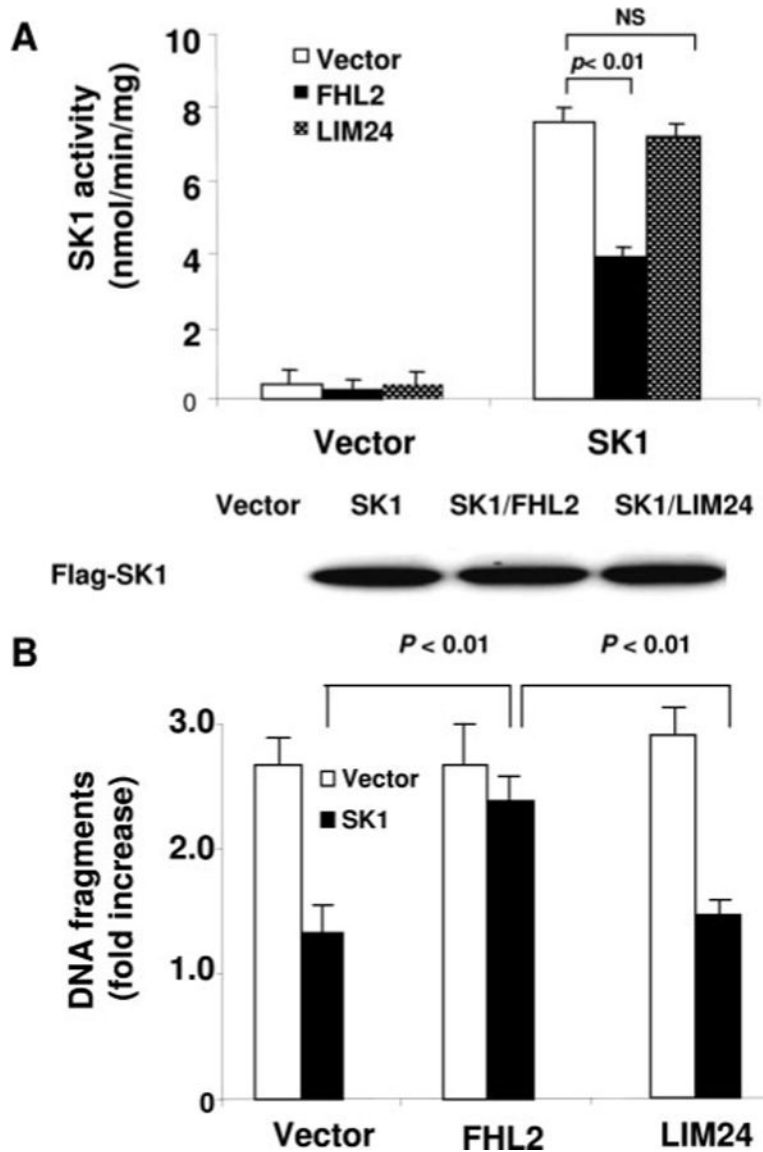 A
SK1 activity
(nmol/min/mg)
10
8
6
4
2
0
Vector
FHL2
LIM24
NS
p< 0.01
Vector SK1
Vector SK1 SK1/FHL2 SK1/LIM24
Flag-SK1
B
P < 0.01 P < 0.01
DNA fragments
(fold increase)
3.0
2.0
1.0
0
Vector
SK1
Vector FHL2 LIM24